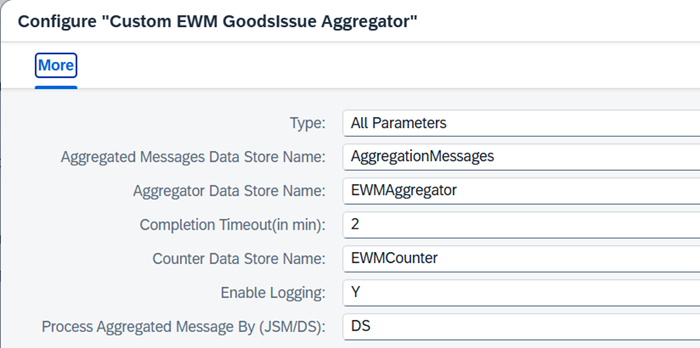 Configure "Custom EWM GoodsIssue Aggregator"
More
Type: All Parameters
Aggregated Messages Data Store Name: AggregationMessages
Aggregator Data Store Name: EWMAggregator
Completion Timeout(in min): 2
Counter Data Store Name: EWMCounter
Enable Logging: Y
Process Aggregated Message By (JSM/DS): DS